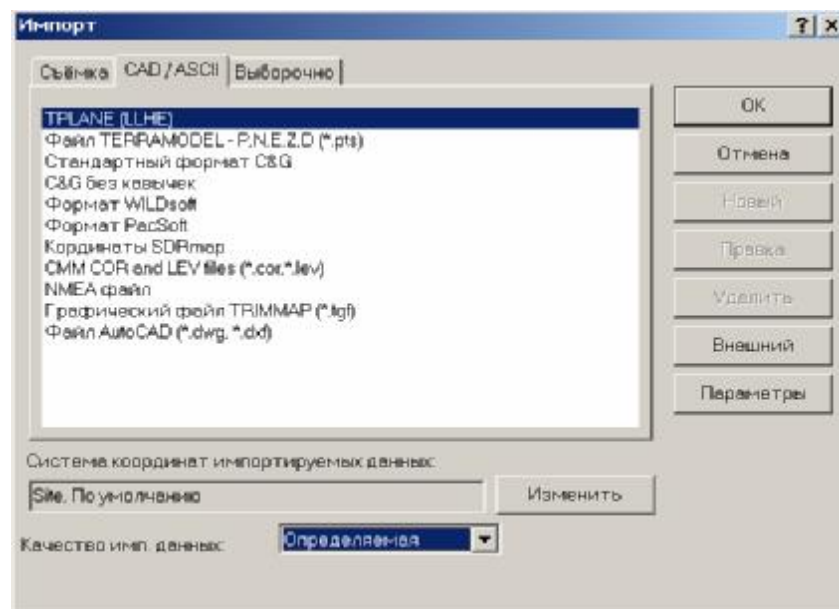 Импорт
Съёмка CAD / ASCII Выборочно
TPLANE (LLHE)
Файл TERRAMODEL - P,N,E,Z,D (*.pts)
Стандартный формат C&G
C&G без кавычек
Формат WILDsoft
Формат PacSoft
Кординаты SDRmap
CMM COR and LEV files (*.cor,*.lev)
NMEA файл
Графический файл TRIMMAP (*.tgf)
Файл AutoCAD (*.dwg, *.dxf)
OK
Отмена
Новый
Правка
Удалить
Внешний
Параметры
Система координат импортируемых данных:
Site. По умолчанию
Изменить
Качество имп. данных:
Определяемая